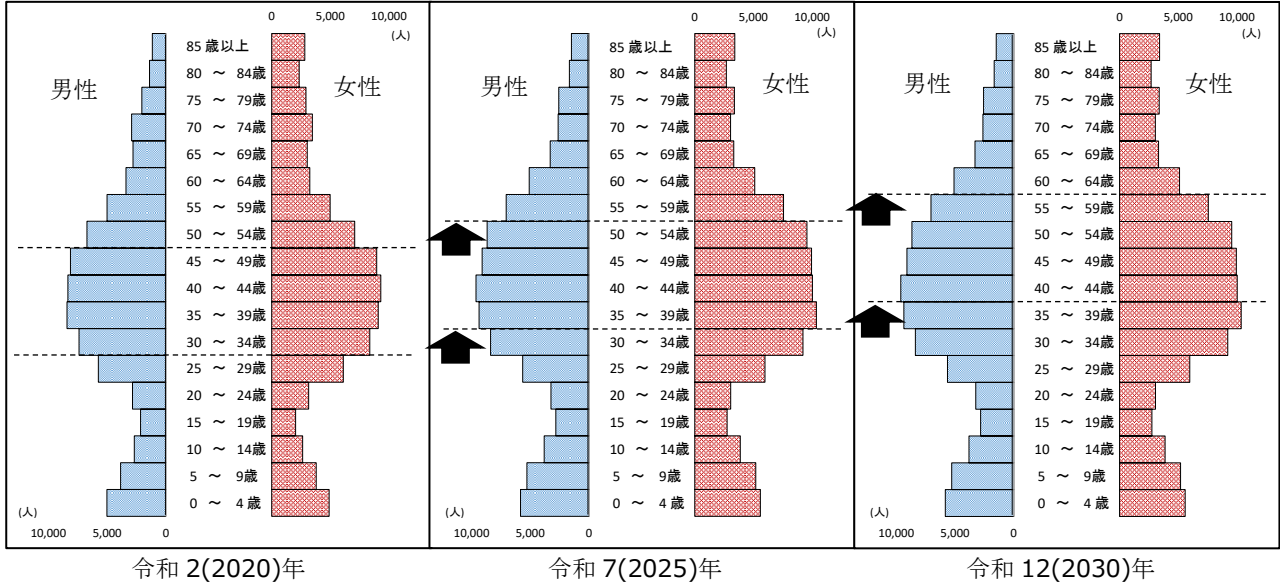 0 5,000 10,000
(人)
男性
女性
85 歳以上
80 ～ 84歳
75 ～ 79歳
70 ～ 74歳
65 ～ 69歳
60 ～ 64歳
55 ～ 59歳
50 ～ 54歳
45 ～ 49歳
40 ～ 44歳
35 ～ 39歳
30 ～ 34歳
25 ～ 29歳
20 ～ 24歳
15 ～ 19歳
10 ～ 14歳
5 ～ 9歳
0 ～ 4 歳
(人)
10,000 5,000 0
令和 2(2020)年
0 5,000 10,000
(人)
男性
女性
85 歳以上
80 ～ 84歳
75 ～ 79歳
70 ～ 74歳
65 ～ 69歳
60 ～ 64歳
55 ～ 59歳
50 ～ 54歳
45 ～ 49歳
40 ～ 44歳
35 ～ 39歳
30 ～ 34歳
25 ～ 29歳
20 ～ 24歳
15 ～ 19歳
10 ～ 14歳
5 ～ 9歳
0 ～ 4 歳
(人)
10,000 5,000 0
令和 7(2025)年
0 5,000 10,000
(人)
男性
女性
85 歳以上
80 ～ 84歳
75 ～ 79歳
70 ～ 74歳
65 ～ 69歳
60 ～ 64歳
55 ～ 59歳
50 ～ 54歳
45 ～ 49歳
40 ～ 44歳
35 ～ 39歳
30 ～ 34歳
25 ～ 29歳
20 ～ 24歳
15 ～ 19歳
10 ～ 14歳
5 ～ 9歳
0 ～ 4 歳
(人)
10,000 5,000 0
令和 12(2030)年